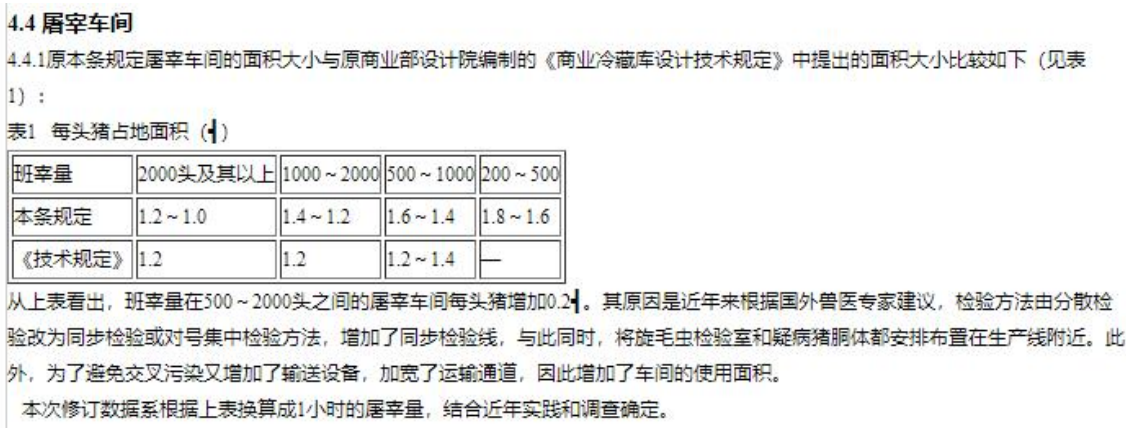 4.4 屠宰车间
4.4.1原本条规定屠宰车间的面积大小与原商业部设计院编制的《商业冷藏库设计技术规定》中提出的面积大小比较如下（见表
1）：
表1 每头猪占地面积（┫）
班宰量 2000头及其以上 1000～2000 500～1000 200～500
本条规定 1.2～1.0 1.4～1.2 1.6～1.4 1.8～1.6
《技术规定》 1.2 1.2 1.2～1.4 —
从上表看出，班宰量在500～2000头之间的屠宰车间每头猪增加0.2┫。其原因是近年来根据国外兽医专家建议，检验方法由分散检
验改为同步检验或对号集中检验方法，增加了同步检验线，与此同时，将旋毛虫检验室和疑病猪胴体都安排布置在生产线附近。此
外，为了避免交叉污染又增加了输送设备，加宽了运输通道，因此增加了车间的使用面积。
本次修订数据系根据上表换算成1小时的屠宰量，结合近年实践和调查确定。